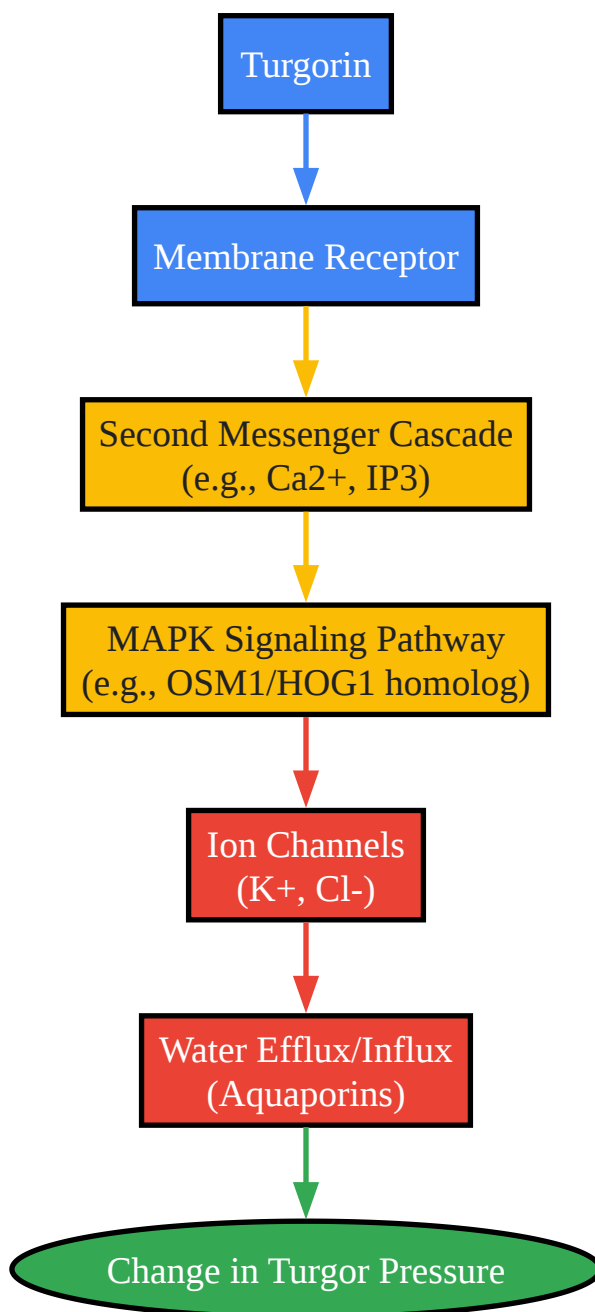 Turgorin
Membrane Receptor
Second Messenger Cascade
(e.g., Ca2+, IP3)
MAPK Signaling Pathway
(e.g., OSM1/HOG1 homolog)
Ion Channels
(K+, Cl-)
Water Efflux/Influx
(Aquaporins)
Change in Turgor Pressure